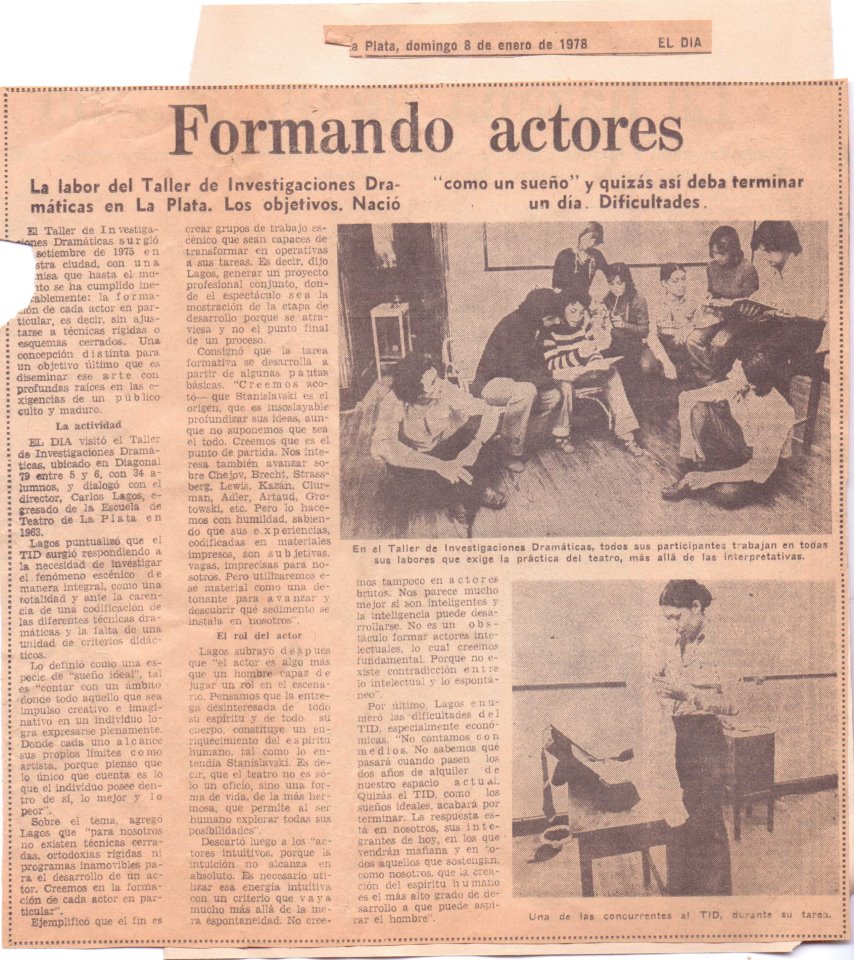 a Plata, domingo 8 de enero de 1978 EL DIA
Formando actores
La labor del Taller de Investigaciones Dra-
máticas en La Plata. Los objetivos. Nació
"como un sueño" y quizás así deba terminar
un día. Dificultades.
El Taller de Investiga-
iones Dramáticas surgió
setiembre de 1975 en
stra ciudad, con una
misa que hasta el mo-
nto se ha cumplido ine-
rablemente: la forma-
ón de cada actor en par-
ticular, es decir, sin ajus-
tarse a técnicas rígidas o
esquemas cerrados. Una
concepción distinta para
un objetivo último que es
diseminar ese arte con
profundas raíces en las e-
xigencias de un público
culto y maduro.
La actividad
EL DIA visitó el Taller
de Investigaciones Dramá-
ticas, ubicado en Diagonal
79 entre 5 y 6, con 34 a-
lumnos, y dialogó con el
director, Carlos Lagos, e-
gresado de la Escuela de
Teatro de La Plata en
1963.
Lagos puntualizó que el
TID surgió respondiendo a
la necesidad de investigar
el fenómeno escénico de
manera integral, como una
totalidad y ante la caren-
cia de una codificación de
las diferentes técnicas dra-
máticas y la falta de una
unidad de criterios didác-
ticos.
Lo definió como una es-
pecie de "sueño ideal", tal
es "contar con un ámbito
donde todo aquello que sea
impulso creativo e imagi-
nativo en un individuo lo-
gra expresarse plenamente.
Donde cada uno alcance
sus propios límites como
artista, porque pienso que
lo único que cuenta es lo
que el individuo posee den-
tro de sí, lo mejor y lo
peor".
Sobre el tema, agregó
Lagos que "para nosotros
no existen técnicas cerra-
das, ortodoxias rígidas ni
programas inamovibles pa-
ra el desarrollo de un ac-
tor. Creemos en la forma-
ción de cada actor en par-
ticular".
Ejemplificó que el fin es
crear grupos de trabajo es-
cénico que sean capaces de
transformar en operativas
a sus tareas. Es decir, dijo
Lagos, generar un proyecto
profesional conjunto, don-
de el espectáculo sea la
mostración de la etapa de
desarrollo porque se atra-
viesa y no el punto final
de un proceso.
Consignó que la tarea
formativa se desarrolla a
partir de algunas pautas
básicas. "Creemos aco-
tó— que Stanislavski es el
origen, que es insoslayable
profundizar sus ideas, aun-
que no suponemos que sea
el todo. Creemos que es el
punto de partida. Nos inte-
resa también avanzar so-
bre Chejov, Brecht, Strass-
berg, Lewis, Kazán, Clur-
man, Adler, Artaud, Gro-
towski, etc. Pero lo hace-
mos con humildad, sabien-
do que sus experiencias,
codificadas en materiales
impresos, son subjetivas,
vagas, imprecisas para no-
sotros. Pero utilizaremos e-
se material como una de-
tonante para avanzar y
descubrir qué sedimento se
instala en nosotros".
El rol del actor
Lagos subrayó después
que "el actor es algo más
que un hombre capaz de
jugar un rol en el escena-
rio. Pensamos que la entre-
ga desinteresada de todo
su espíritu y de todo su
cuerpo, constituye un en-
riquecimiento del espíritu
humano, tal como lo en-
tendía Stanislavski. Es de-
cir, que el teatro no es só-
lo un oficio, sino una for-
ma de vida, de la más her-
mosa, que permite al ser
humano explorar todas sus
posibilidades".
Descartó luego a los "ac-
tores intuitivos, porque la
intuición no alcanza en
absoluto. Es necesario uti-
lizar esa energía intuitiva
con un criterio que vaya
mucho más allá de la me-
ra espontaneidad. No cree-
En el Taller de Investigaciones Dramáticas, todos sus participantes trabajan en todas
sus labores que exige la práctica del teatro, más allá de las interpretativas.
mos tampoco en actores
brutos. Nos parece mucho
mejor si son inteligentes y
la inteligencia puede desa-
rrollarse. No es un obs-
táculo formar actores inte-
lectuales, lo cual creemos
fundamental. Porque no e-
xiste contradicción entre
lo intelectual y lo espontá-
neo".
Por último, Lagos enu-
meró las dificultades del
TID, especialmente econó-
micas. "No contamos con
medios. No sabemos que
pasará cuando pasen los
dos años de alquiler de
nuestro espacio actual.
Quizás el TID, como los
sueños ideales, acabará por
terminar. La respuesta es-
tá en nosotros, sus inte-
grantes de hoy, en los que
vendrán mañana y en to-
dos aquellos que sostengan,
como nosotros, que la crea-
ción del espíritu humano
es el más alto grado de de-
sarrollo a que puede aspi-
rar el hombre".
Una de las concurrentes al TID, durante su tarea.